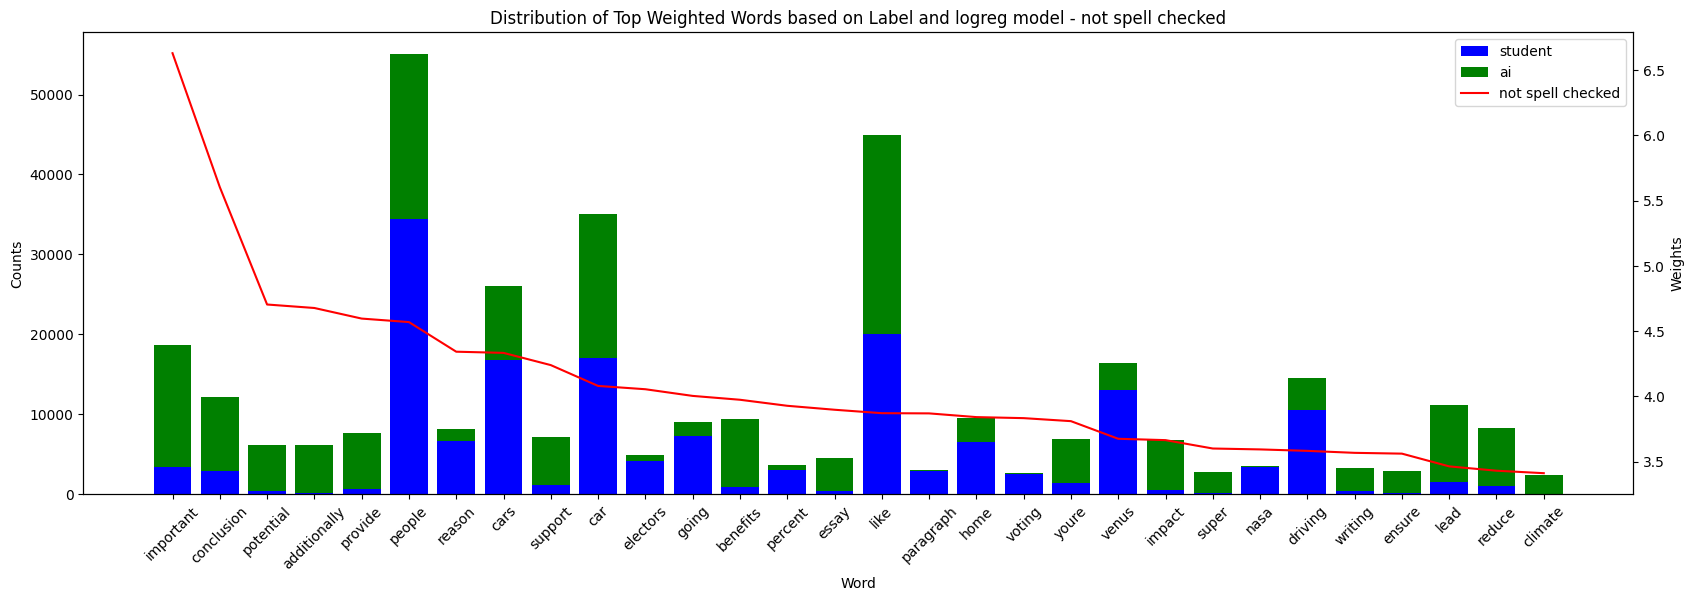 Distribution of Top Weighted Words based on Label and logreg model - not spell checked
student
ai
not spell checked
50000
40000
30000
20000
10000
0
Counts
6.5
6.0
5.5
5.0
4.5
4.0
3.5
Weights
important
conclusion
potential
additionally
provide
people
reason
cars
support
car
electors
going
benefits
percent
essay
like
paragraph
home
voting
youre
venus
impact
super
nasa
driving
writing
ensure
lead
reduce
climate
Word